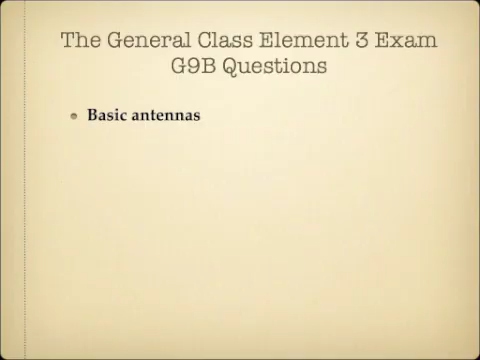 The General Class Element 3 Exam
G9B Questions
Basic antennas